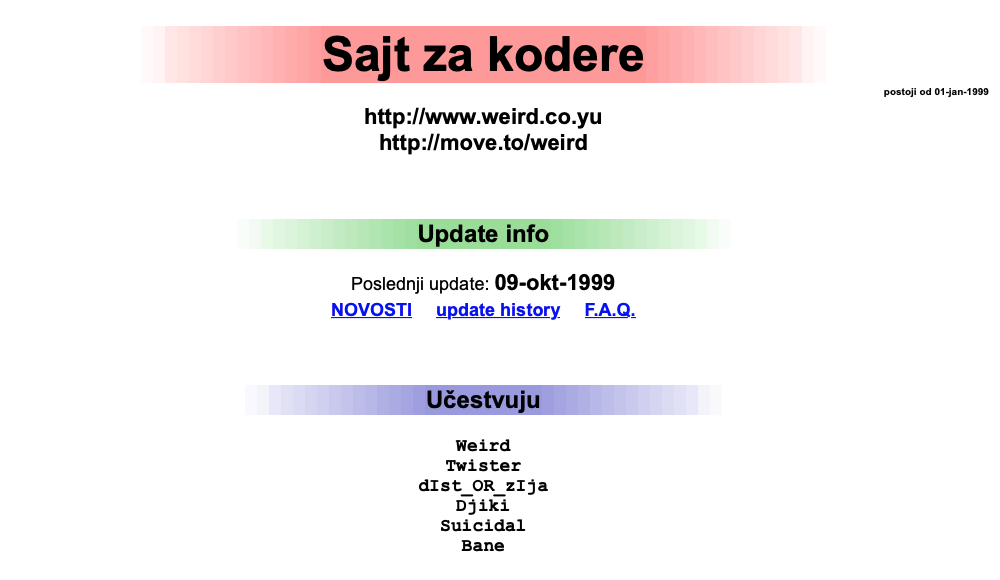 Sajt za kodere
postoji od 01-jan-1999
http://www.weird.co.yu
http://move.to/weird
Update info
Poslednji update: 09-okt-1999
NOVOSTI update history F.A.Q.
Učestvuju
Weird
Twister
dIst_OR_zIja
Djiki
Suicidal
Bane